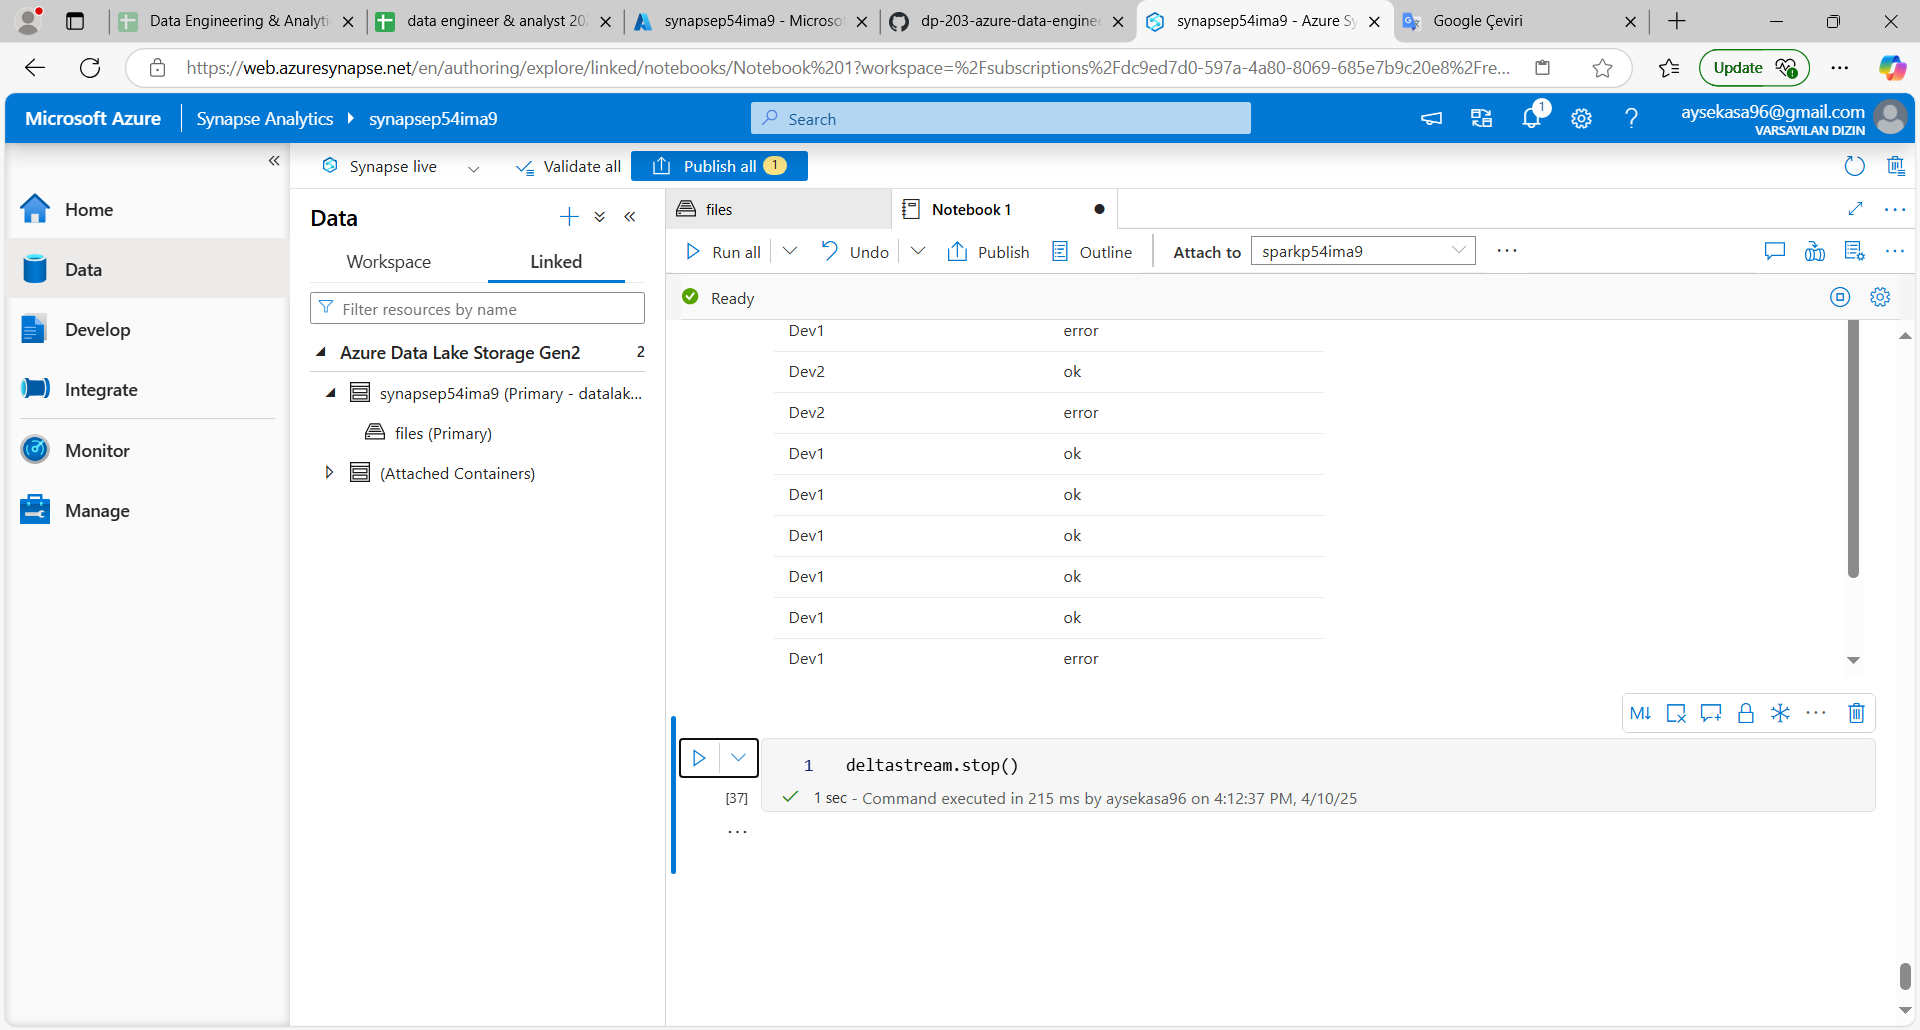 Data Engineering & Analyti
data engineer & analyst 202
synapsep54ima9 - Microso
dp-203-azure-data-engine
synapsep54ima9 - Azure Sy
Google Çeviri
https://web.azuresynapse.net/en/authoring/explore/linked/notebooks/Notebook%201?workspace=%2Fsubscriptions%2Fdc9ed7d0-597a-4a80-8069-685e7b9c20e8%2Fre...
Update
Microsoft Azure
Synapse Analytics
synapsep54ima9
Search
1
aysekasa96@gmail.com
VARSAYILAN DIZIN
Synapse live
Validate all
Publish all 1
Home
Data
Develop
Integrate
Monitor
Manage
Data
Workspace
Linked
Filter resources by name
Azure Data Lake Storage Gen2 2
synapsep54ima9 (Primary - datalak...
files (Primary)
(Attached Containers)
files
Notebook 1
Run all
Undo
Publish
Outline
Attach to
sparkp54ima9
Ready
Dev1 error
Dev2 ok
Dev2 error
Dev1 ok
Dev1 ok
Dev1 ok
Dev1 ok
Dev1 ok
Dev1 error
M↓
1 deltastream.stop()
[37]
1 sec - Command executed in 215 ms by aysekasa96 on 4:12:37 PM, 4/10/25